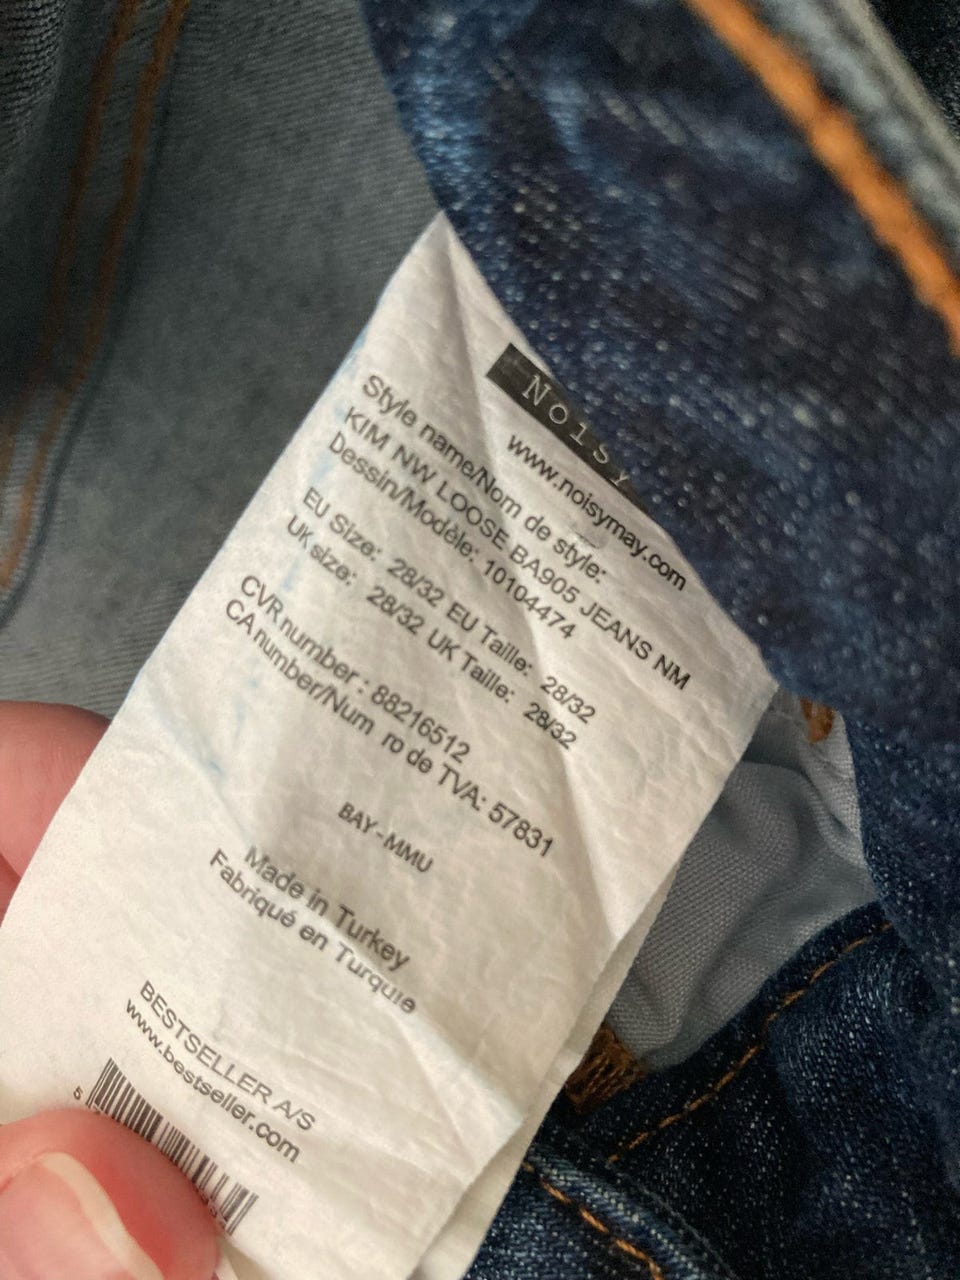 NOISY
www.noisymay.com
Style name/Nom de style:
KIM NW LOOSE BA905 JEANS NM
Dessin/Modèle: 10104474
EU Size: 28/32 EU Taille: 28/32
UK size: 28/32 UK Taille: 28/32
CVR number : 88216512
CA number/Num ro de TVA: 57831
BAY-MMU
Made in Turkey
Fabriqué en Turquie
BESTSELLER A/S
www.bestseller.com
5